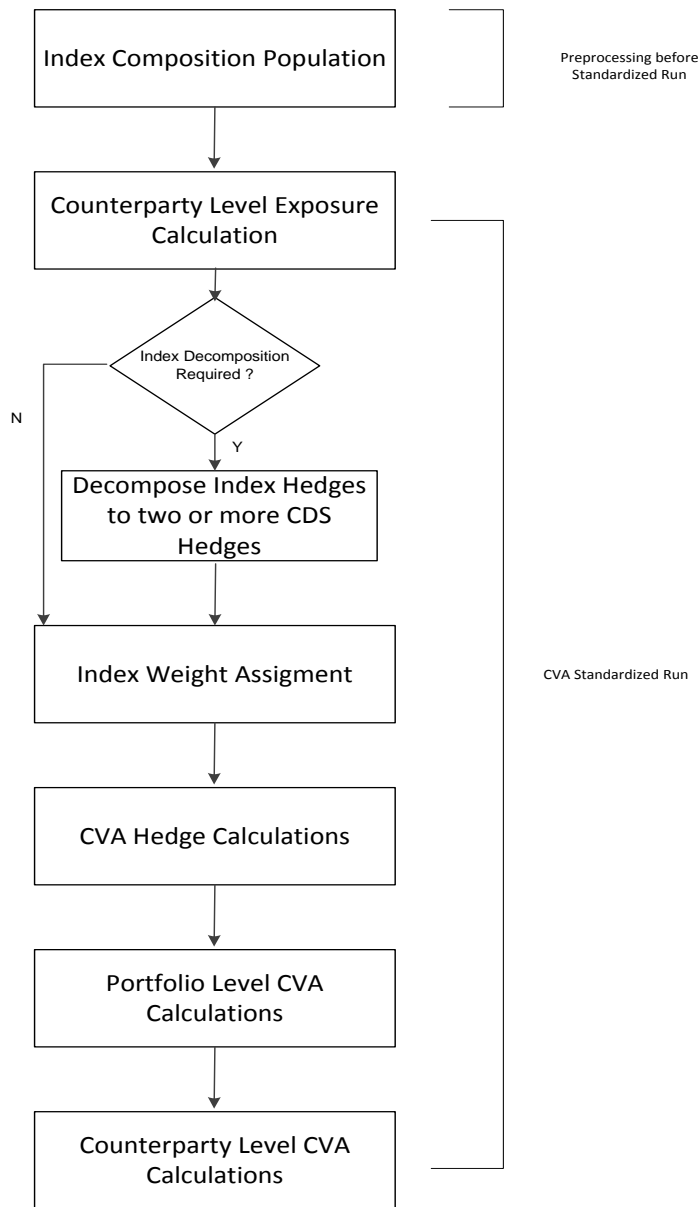 Index Composition Population
Preprocessing before
Standardized Run
Counterparty Level Exposure
Calculation
Index Decomposition
Required ?
N
Y
Decompose Index Hedges
to two or more CDS
Hedges
Index Weight Assigment
CVA Standardized Run
CVA Hedge Calculations
Portfolio Level CVA
Calculations
Counterparty Level CVA
Calculations